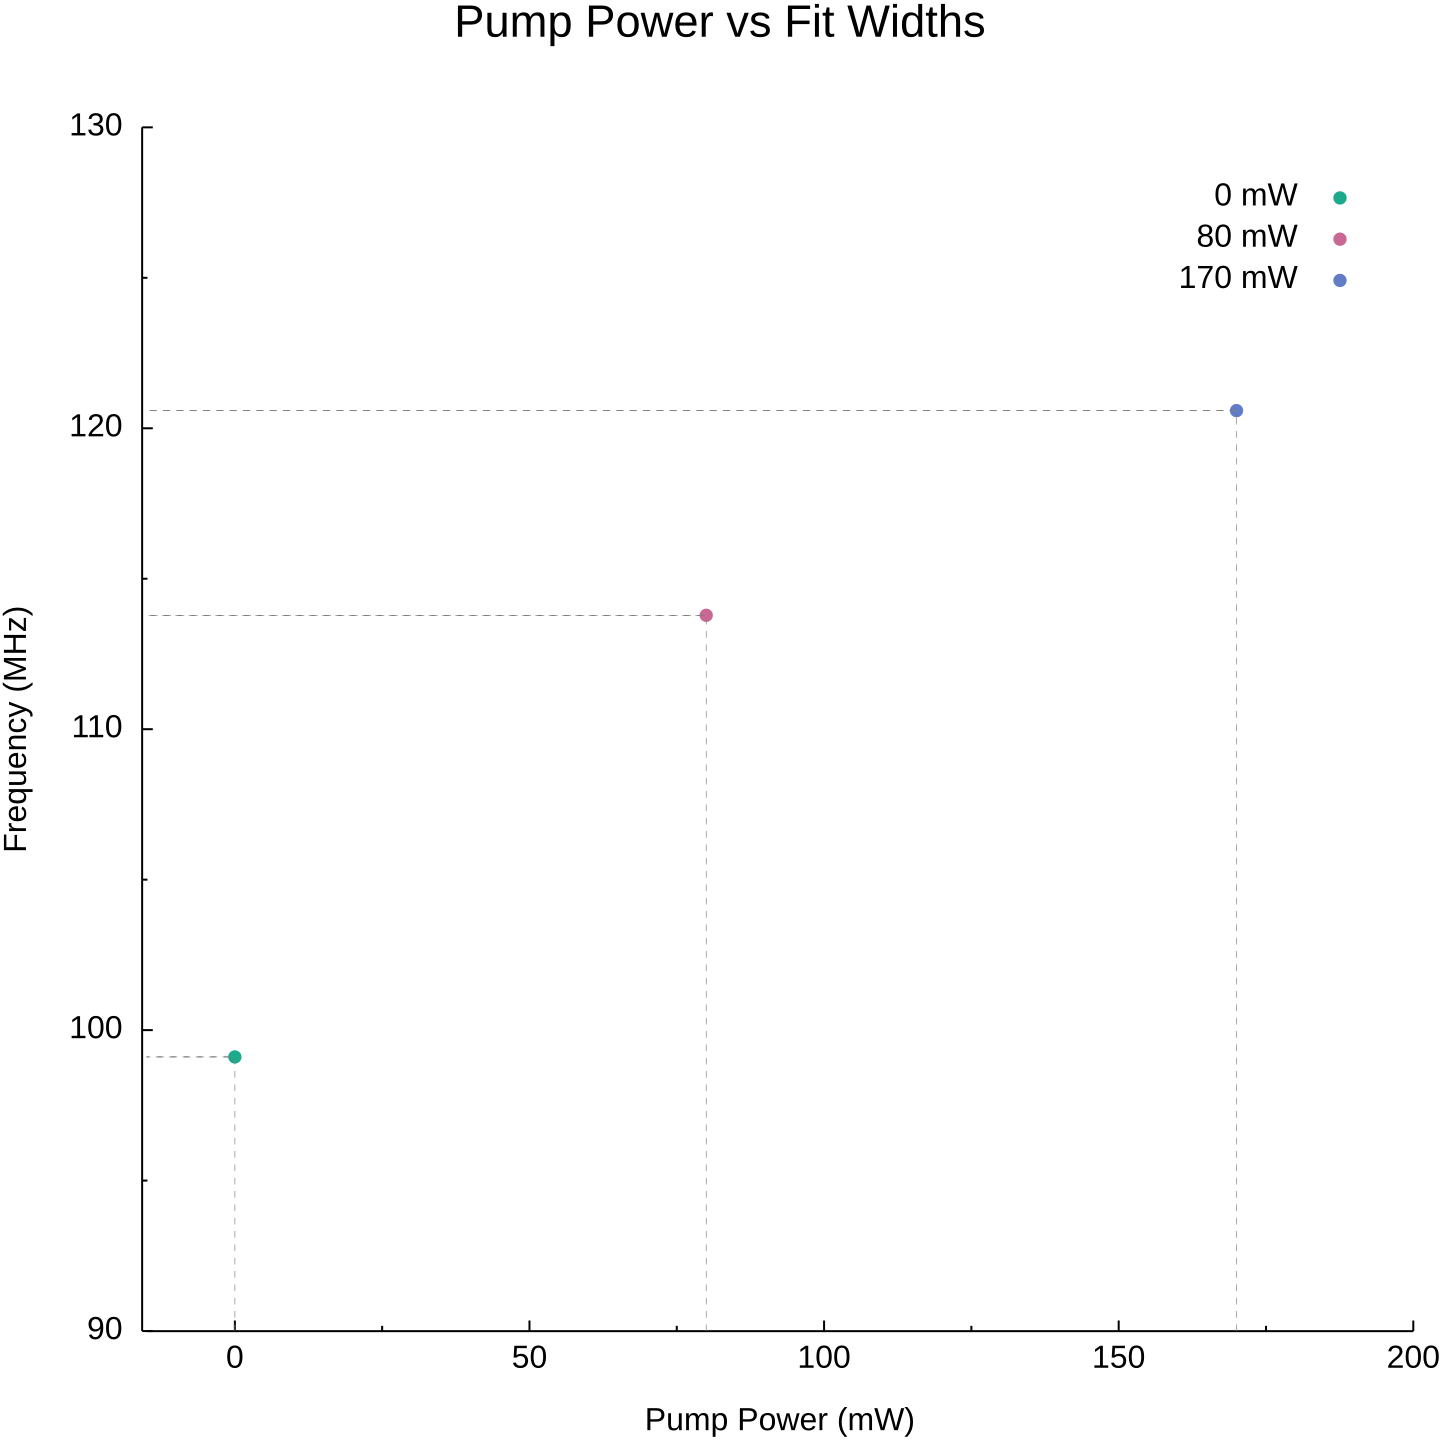 Pump Power vs Fit Widths
130
120
110
100
90
Frequency (MHz)
0 mW
80 mW
170 mW
0 50 100 150 200
Pump Power (mW)